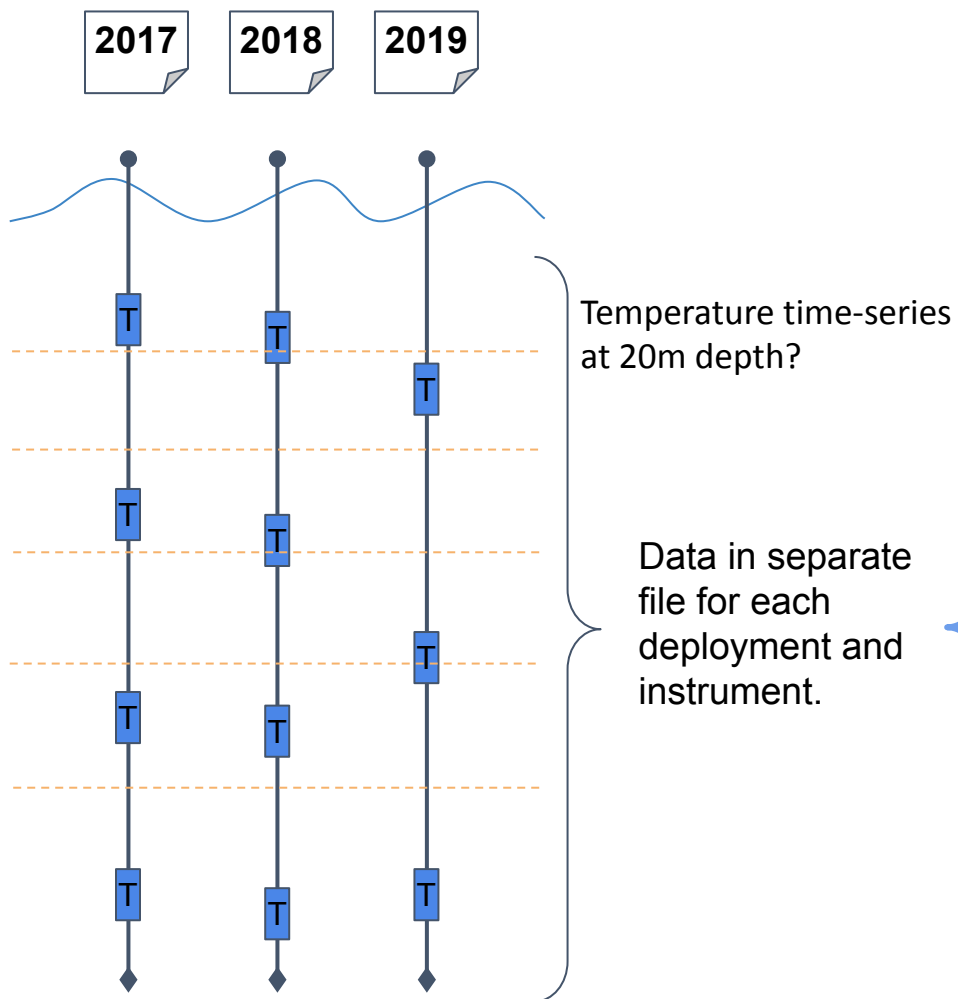 2017
2018
2019
T
T
T
T
T
T
T
T
T
T
T
Temperature time-series
at 20m depth?
Data in separate
file for each
deployment and
instrument.